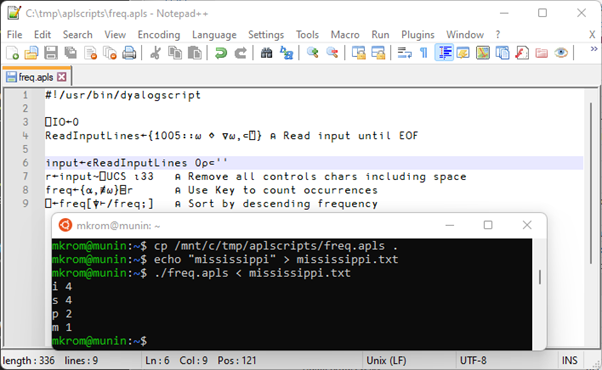 C:\tmp\aplscripts\freq.apls - Notepad++
File Edit Search View Encoding Language Settings Tools Macro Run Plugins Window ?
freq.apls
1 #!/usr/bin/dyalogscript
2
3 ⎕IO←0
4 ReadInputLines←{1005::⍵ ⋄ ∇⍵,⊂⍞} ⍝ Read input until EOF
5
6 input←∊ReadInputLines 0⍴⊂''
7 r←input~⎕UCS ⍳33 ⍝ Remove all controls chars including space
8 freq←{⍺,≢⍵}⌸r ⍝ Use Key to count occurrences
9 ⎕←freq[⍒⊢/freq;] ⍝ Sort by descending frequency
mkrom@munin: ~
mkrom@munin:~$ cp /mnt/c/tmp/aplscripts/freq.apls .
mkrom@munin:~$ echo "mississippi" > mississippi.txt
mkrom@munin:~$ ./freq.apls < mississippi.txt
i 4
s 4
p 2
m 1
mkrom@munin:~$
length : 336 lines : 9 Ln : 6 Col : 9 Pos : 121 Unix (LF) UTF-8 INS